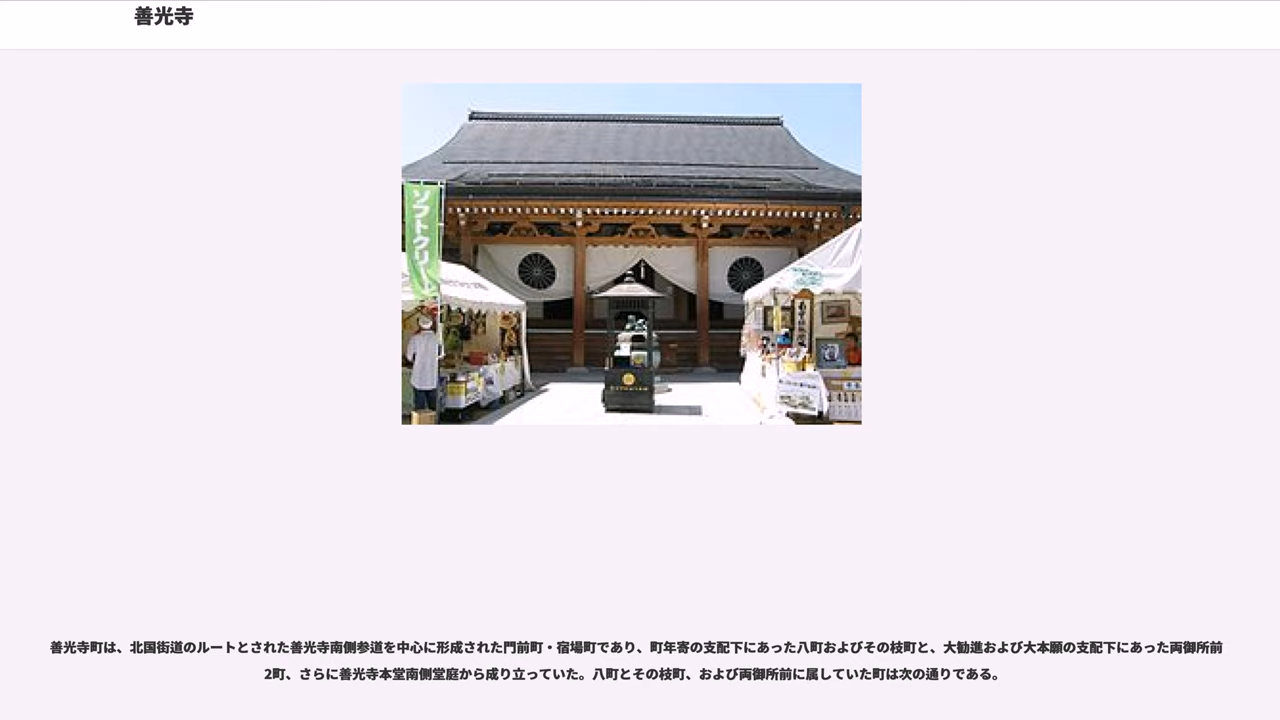 善光寺
ソフトクリーム
善光寺町は、北国街道のルートとされた善光寺南側参道を中心に形成された門前町・宿場町であり、町年寄の支配下にあった八町およびその枝町と、大勧進および大本願の支配下にあった両御所前
2町、さらに善光寺本堂南側堂庭から成り立っていた。八町とその枝町、および両御所前に属していた町は次の通りである。